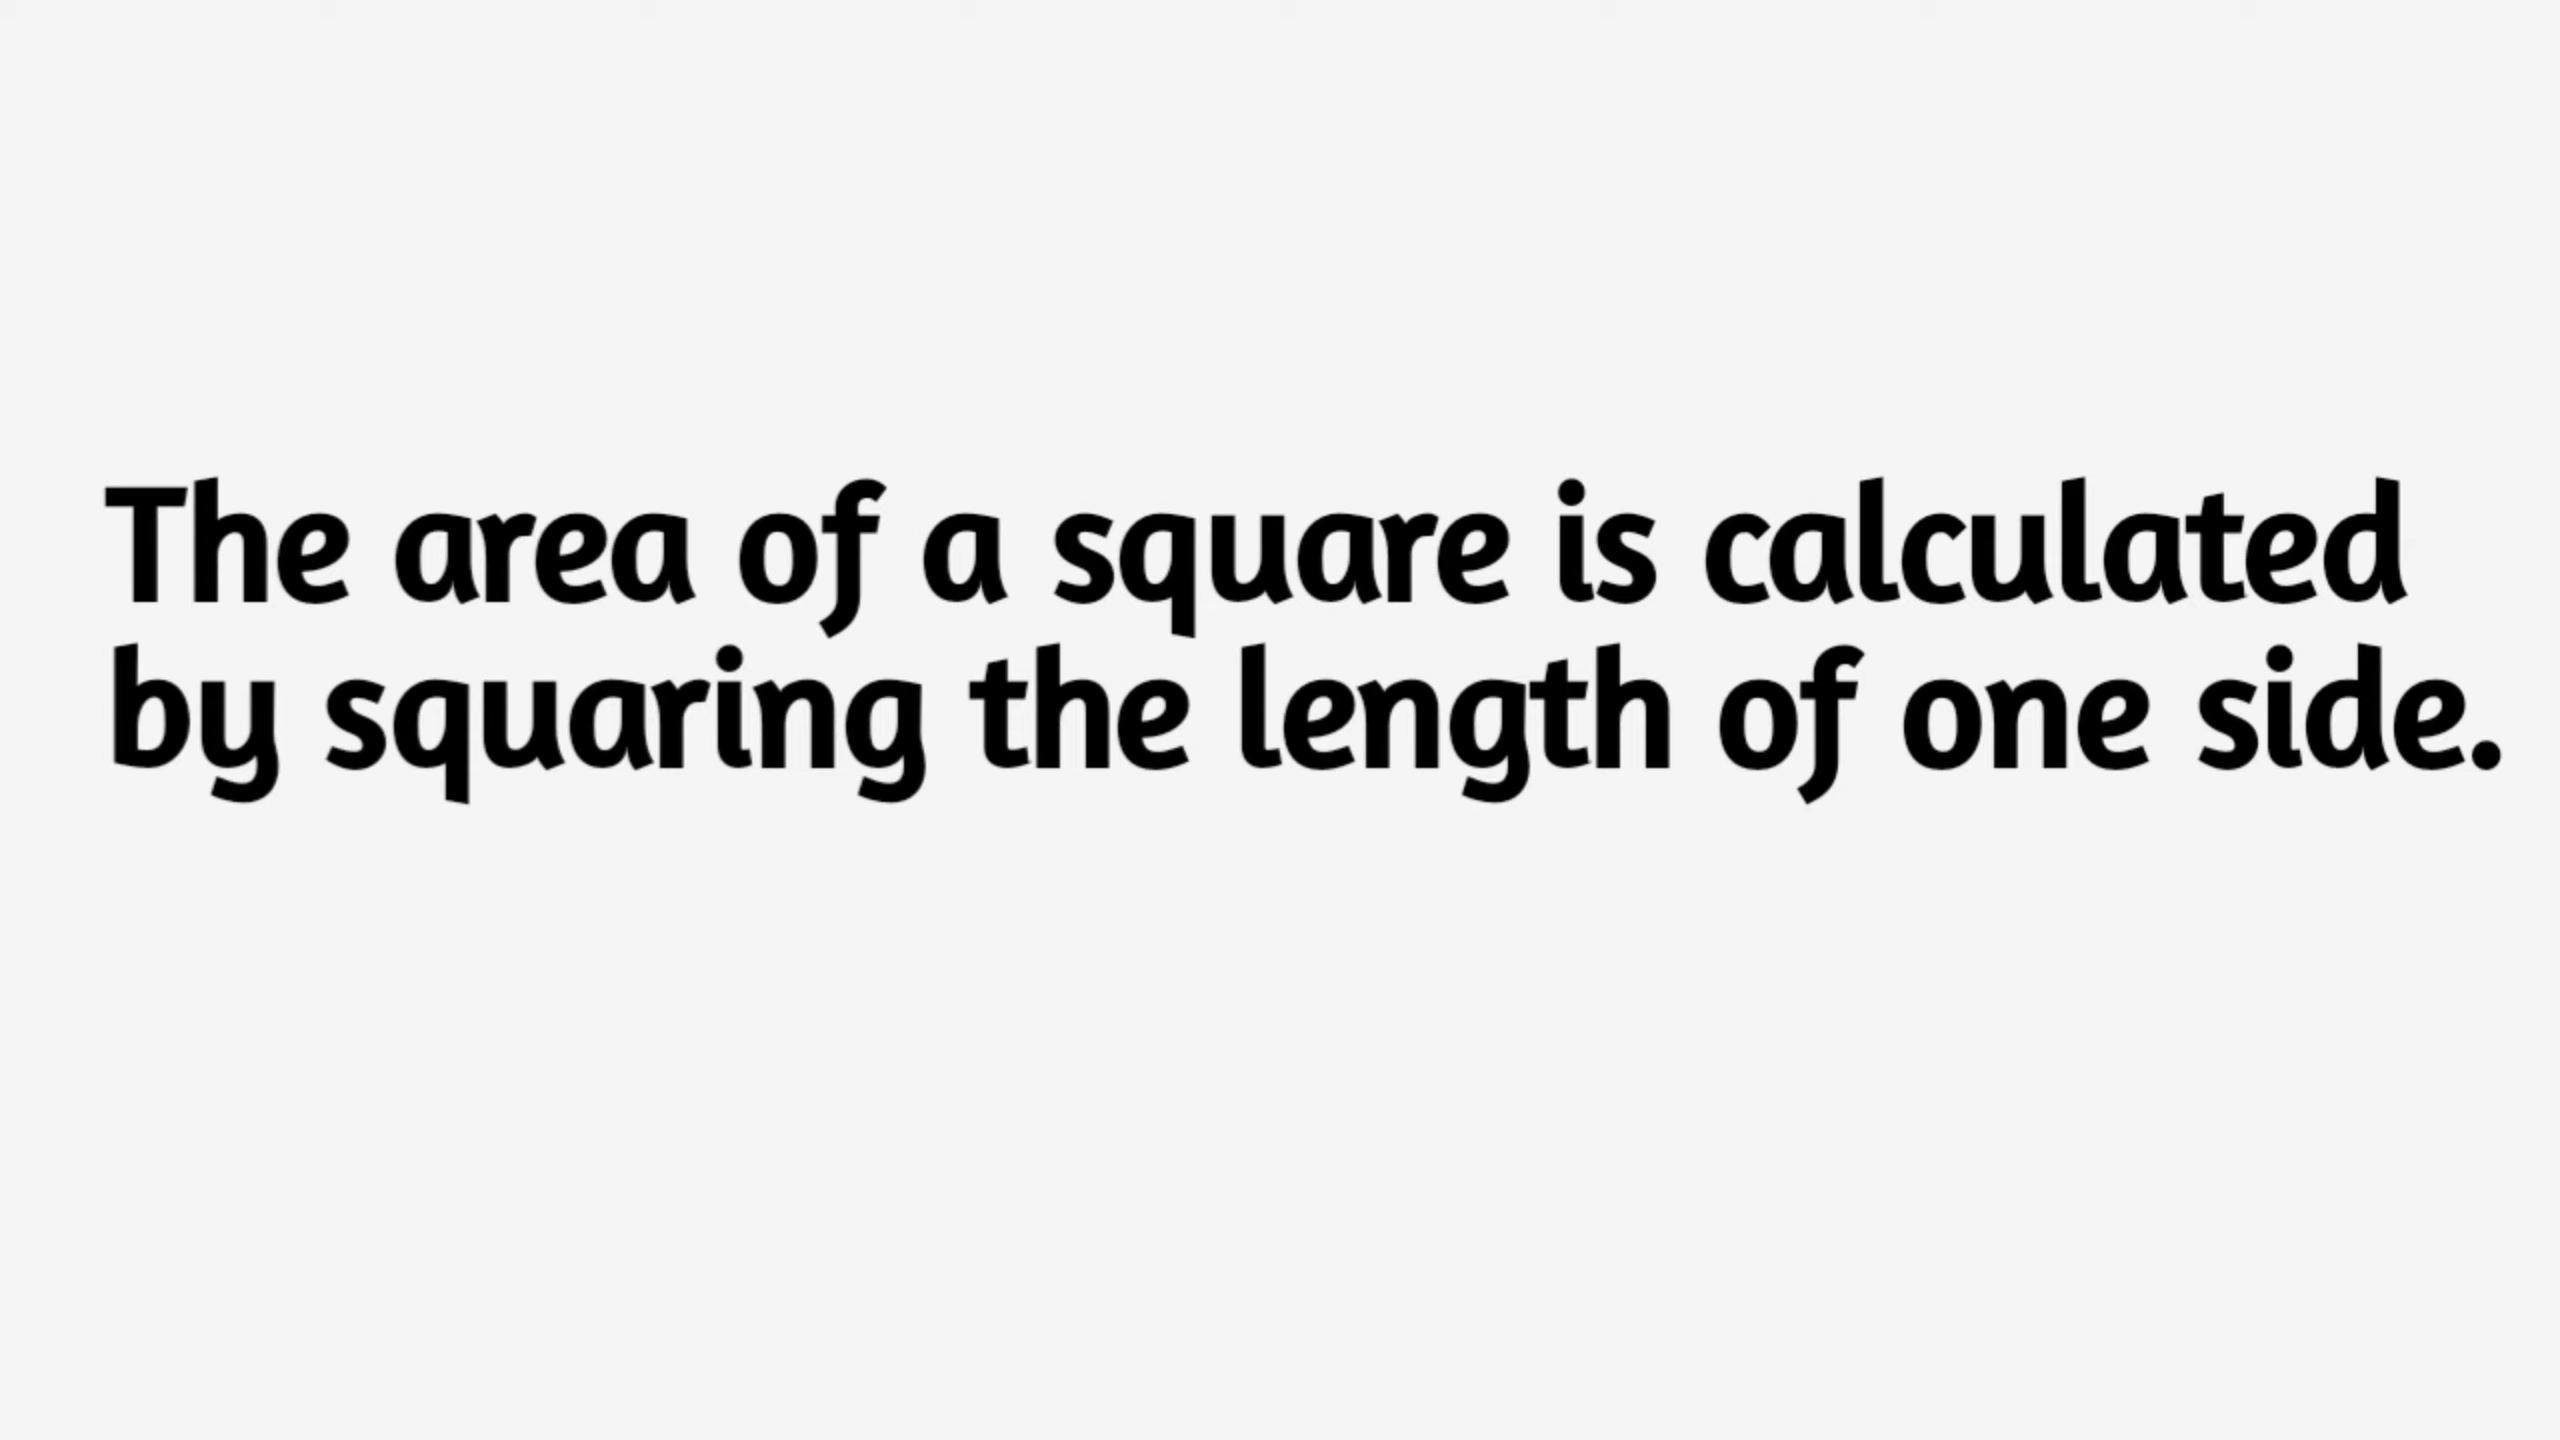 The area of a square is calculated
by squaring the length of one side.